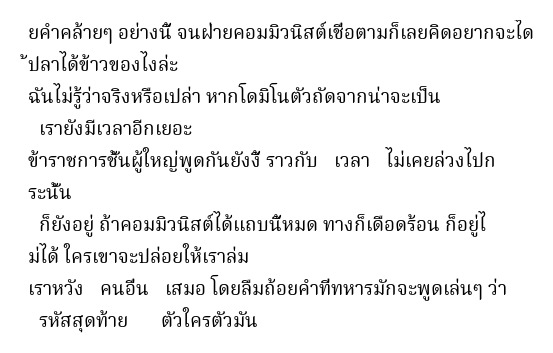 ยคำคล้ายๆ อย่างนี้ จนฝ่ายคอมมิวนิสต์เชื่อตามก็เลยคิดอยากจะได
้ปลาได้ข้าวของไงล่ะ
ฉันไม่รู้ว่าจริงหรือเปล่า หากโดมิโนตัวถัดจากน่าจะเป็น
เรายังมีเวลาอีกเยอะ
ข้าราชการชั้นผู้ใหญ่พูดกันยังงี้ ราวกับ เวลา ไม่เคยล่วงไปก
ระนั้น
ก็ยังอยู่ ถ้าคอมมิวนิสต์ได้แถบนี้หมด ทางก็เดือดร้อน ก็อยู่ไ
ม่ได้ ใครเขาจะปล่อยให้เราล่ม
เราหวัง คนอื่น เสมอ โดยลืมถ้อยคำที่ทหารมักจะพูดเล่นๆ ว่า
รหัสสุดท้าย ตัวใครตัวมัน